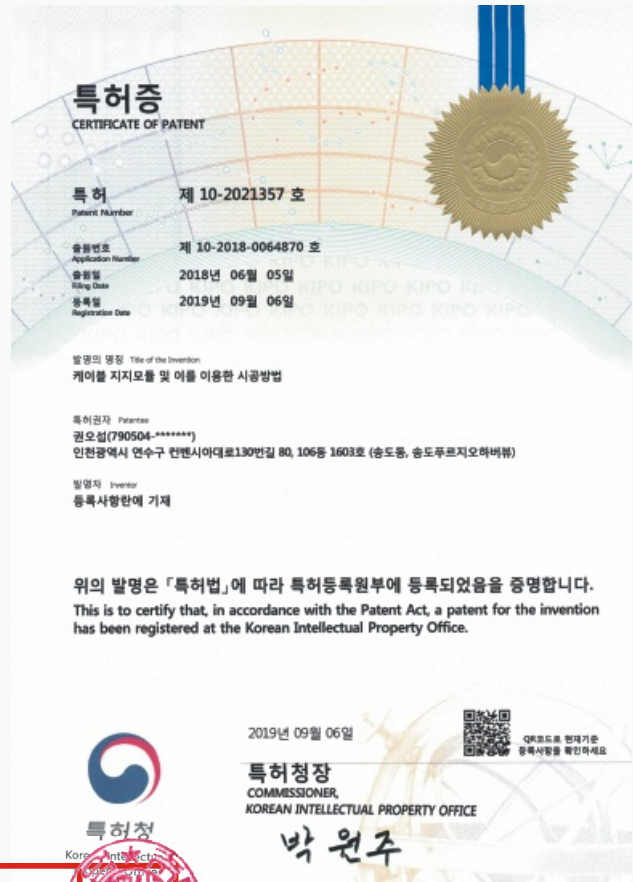 특허증
CERTIFICATE OF PATENT
특허 제 10-2021357 호
Patent Number
출원번호 제 10-2018-0064870 호
Application Number
출원일 2018년 06월 05일
Filing Date
등록일 2019년 09월 06일
Registration Date
발명의 명칭 Title of the Invention
케이블 지지모듈 및 이를 이용한 시공방법
특허권자 Patentee
권오섭(790504-*******)
인천광역시 연수구 컨벤시아대로130번길 80, 106동 1603호 (송도동, 송도푸르지오하버뷰)
발명자 Inventor
등록사항란에 기재
위의 발명은 「특허법」에 따라 특허등록원부에 등록되었음을 증명합니다.
This is to certify that, in accordance with the Patent Act, a patent for the invention
has been registered at the Korean Intellectual Property Office.
2019년 09월 06일
QR코드로 현재기준
등록사항을 확인하세요
특허청장
COMMISSIONER,
KOREAN INTELLECTUAL PROPERTY OFFICE
박원주
특허청